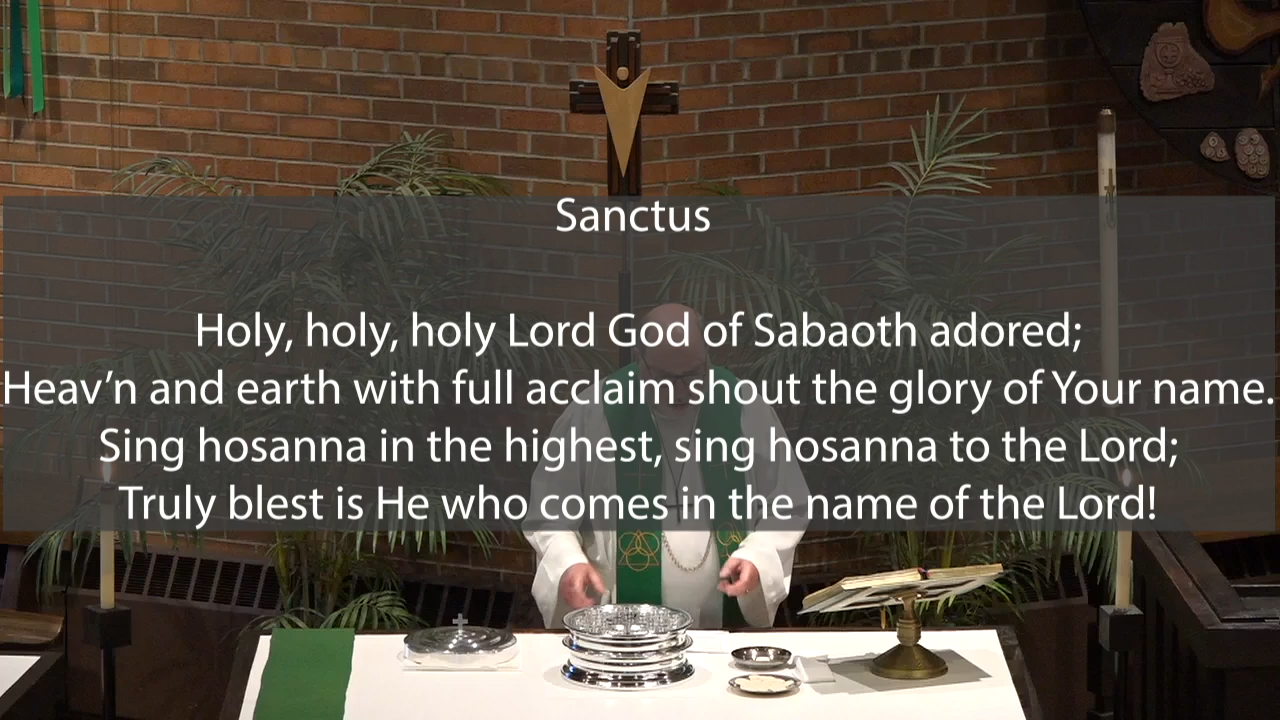 Sanctus
Holy, holy, holy Lord God of Sabaoth adored;
Heav’n and earth with full acclaim shout the glory of Your name.
Sing hosanna in the highest, sing hosanna to the Lord;
Truly blest is He who comes in the name of the Lord!